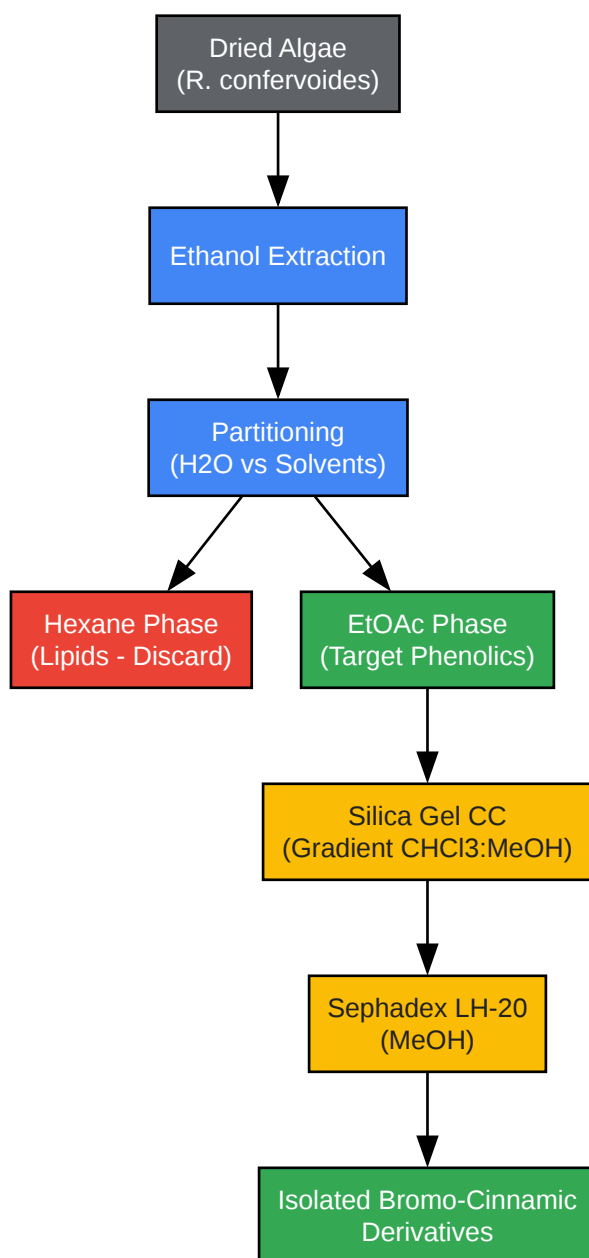 Dried Algae
(R. confervoides)
Ethanol Extraction
Partitioning
(H2O vs Solvents)
Hexane Phase
(Lipids - Discard)
EtOAc Phase
(Target Phenolics)
Silica Gel CC
(Gradient CHCl3:MeOH)
Sephadex LH-20
(MeOH)
Isolated Bromo-Cinnamic
Derivatives